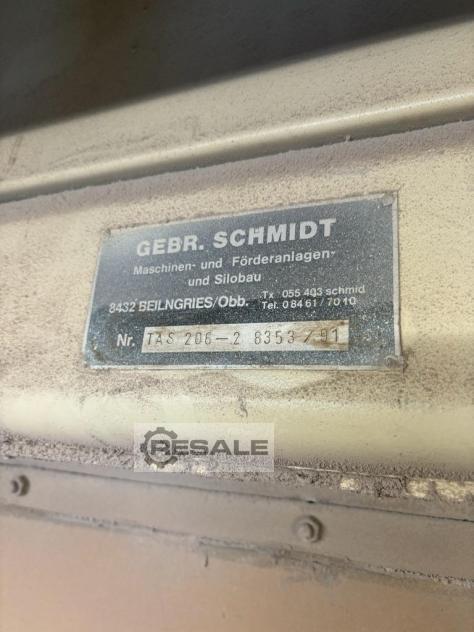 GEBR. SCHMIDT
Maschinen- und Förderanlagen-
und Silobau
8432 BEILNGRIES/Obb. Tx 055 403 schmid
Tel. 08461/7010
Nr. TAS 206-2 8353/91
RESALE